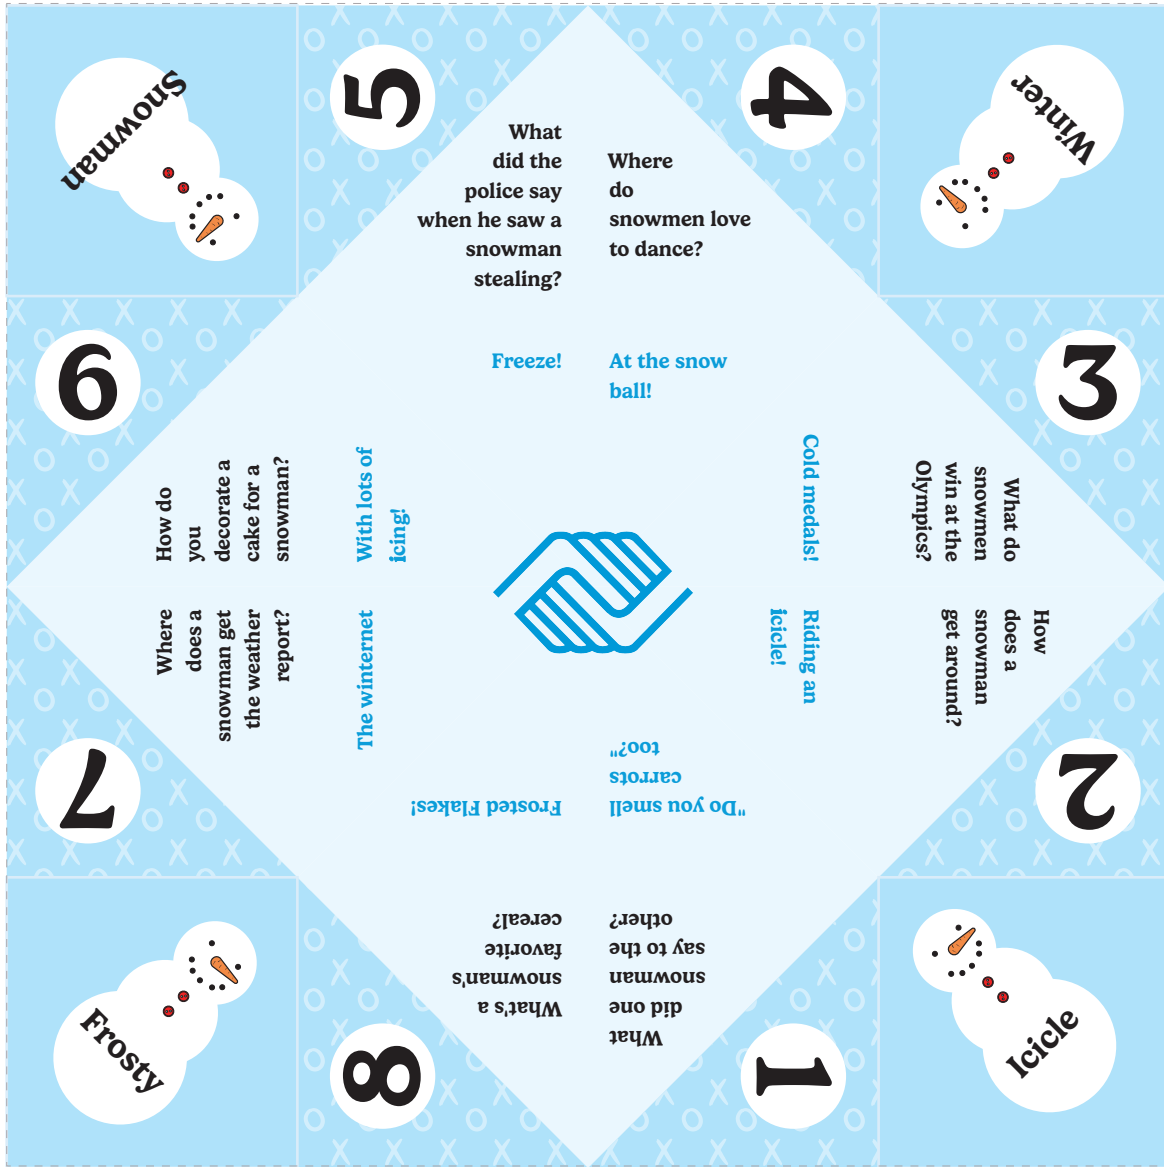 Snowman
5
4
Winter
What
did the
police say
when he saw a
snowman
stealing?
Freeze!
Where
do
snowmen love
to dance?
At the snow
ball!
6
3
How do
you
decorate a
cake for a
snowman?
With lots of
icing!
What do
snowmen
win at the
Olympics?
Cold medals!
Where
does a
snowman get
the weather
report?
The winternet
How
does a
snowman
get around?
Riding an
icicle!
7
2
What's a
snowman's
favorite
cereal?
Frosted Flakes!
What
did one
snowman
say to the
other?
"Do you smell
carrots
too?"
Frosty
8
1
Icicle